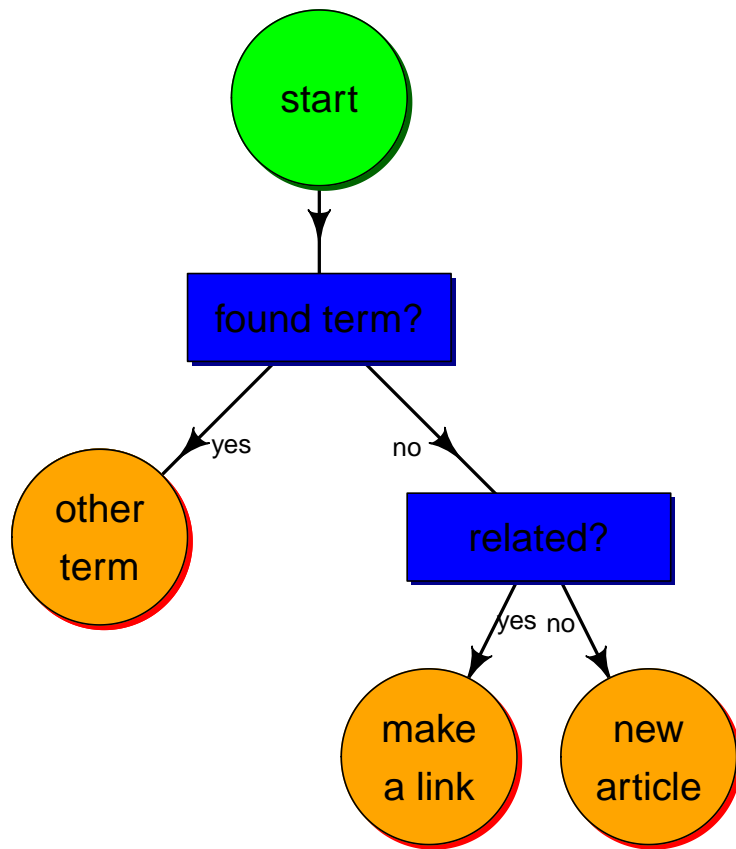 start
found term?
yes
no
other
term
related?
yes
no
make
a link
new
article